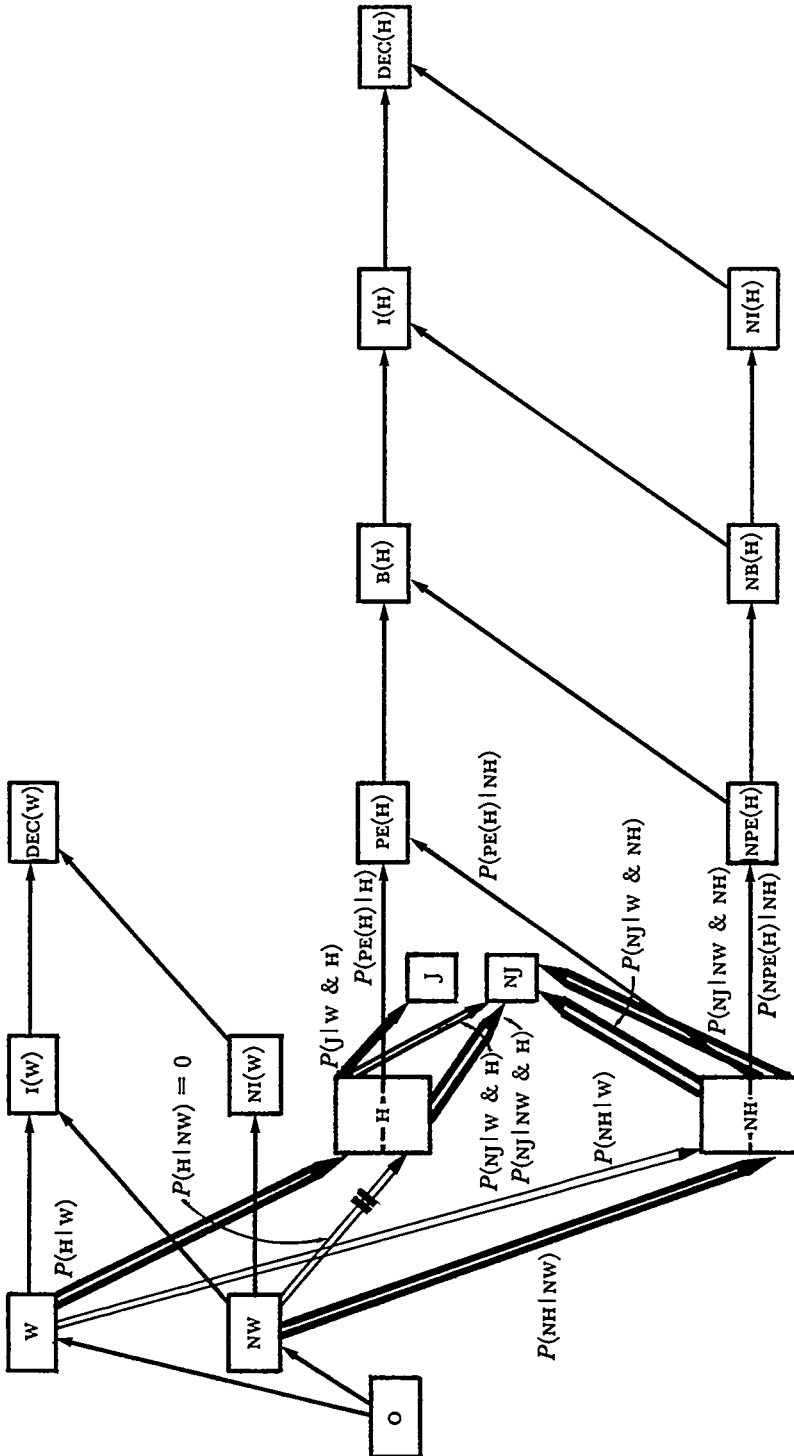 W
I(W)
DEC(W)
P(H|W)
P(H|NW) = 0
NW
NI(W)
O
P(J|W & H)
P(PE(H)|H)
H
J
NJ
PE(H)
B(H)
I(H)
DEC(H)
P(NJ|W & H)
P(NJ|NW & H)
P(PE(H)|NH)
P(NH|W)
P(NH|NW)
P(NJ|W & NH)
P(NJ|NW & NH)
P(NPE(H)|NH)
NH
NPE(H)
NB(H)
NI(H)